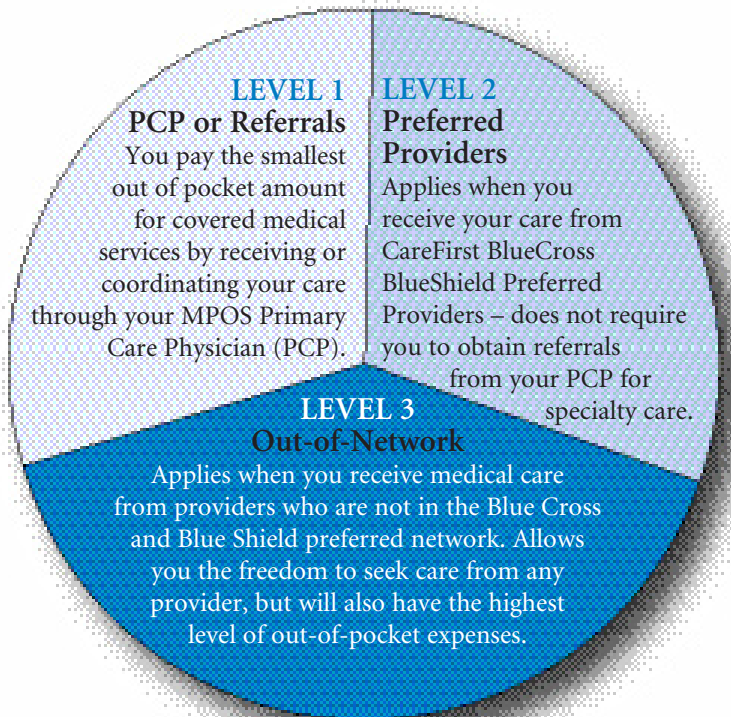 LEVEL 1
PCP or Referrals
You pay the smallest
out of pocket amount
for covered medical
services by receiving or
coordinating your care
through your MPOS Primary
Care Physician (PCP).
LEVEL 2
Preferred
Providers
Applies when you
receive your care from
CareFirst BlueCross
BlueShield Preferred
Providers – does not require
you to obtain referrals
from your PCP for
specialty care.
LEVEL 3
Out-of-Network
Applies when you receive medical care
from providers who are not in the Blue Cross
and Blue Shield preferred network. Allows
you the freedom to seek care from any
provider, but will also have the highest
level of out-of-pocket expenses.